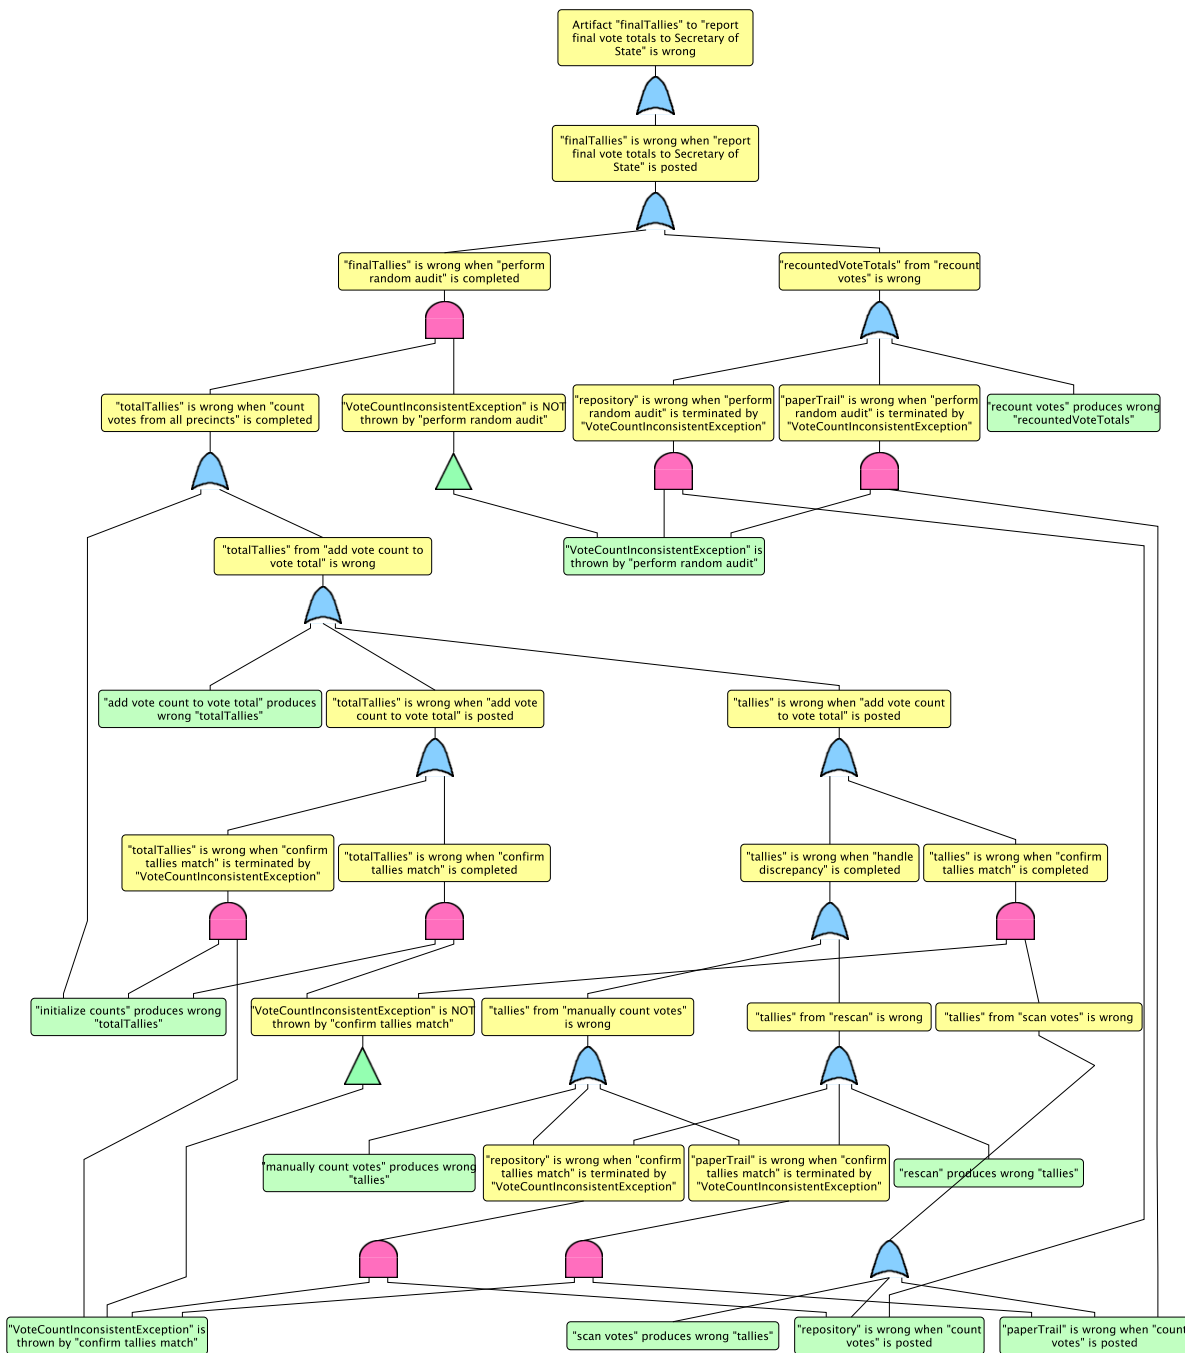 Artifact "finalTallies" to "report
final vote totals to Secretary of
State" is wrong
"finalTallies" is wrong when "report
final vote totals to Secretary of
State" is posted
"finalTallies" is wrong when "perform
random audit" is completed
"recountedVoteTotals" from "recount
votes" is wrong
"totalTallies" is wrong when "count
votes from all precincts" is completed
"VoteCountInconsistentException" is NOT
thrown by "perform random audit"
"repository" is wrong when "perform
random audit" is terminated by
"VoteCountInconsistentException"
"paperTrail" is wrong when "perform
random audit" is terminated by
"VoteCountInconsistentException"
"recount votes" produces wrong
"recountedVoteTotals"
"totalTallies" from "add vote count to
vote total" is wrong
"VoteCountInconsistentException" is
thrown by "perform random audit"
"add vote count to vote total" produces
wrong "totalTallies"
"totalTallies" is wrong when "add vote
count to vote total" is posted
"tallies" is wrong when "add vote count
to vote total" is posted
"totalTallies" is wrong when "confirm
tallies match" is terminated by
"VoteCountInconsistentException"
"totalTallies" is wrong when "confirm
tallies match" is completed
"tallies" is wrong when "handle
discrepancy" is completed
"tallies" is wrong when "confirm
tallies match" is completed
"initialize counts" produces wrong
"totalTallies"
"VoteCountInconsistentException" is NOT
thrown by "confirm tallies match"
"tallies" from "manually count votes"
is wrong
"tallies" from "rescan" is wrong
"tallies" from "scan votes" is wrong
"manually count votes" produces wrong
"tallies"
"repository" is wrong when "confirm
tallies match" is terminated by
"VoteCountInconsistentException"
"paperTrail" is wrong when "confirm
tallies match" is terminated by
"VoteCountInconsistentException"
"rescan" produces wrong "tallies"
"VoteCountInconsistentException" is
thrown by "confirm tallies match"
"scan votes" produces wrong "tallies"
"repository" is wrong when "count
votes" is posted
"paperTrail" is wrong when "count
votes" is posted